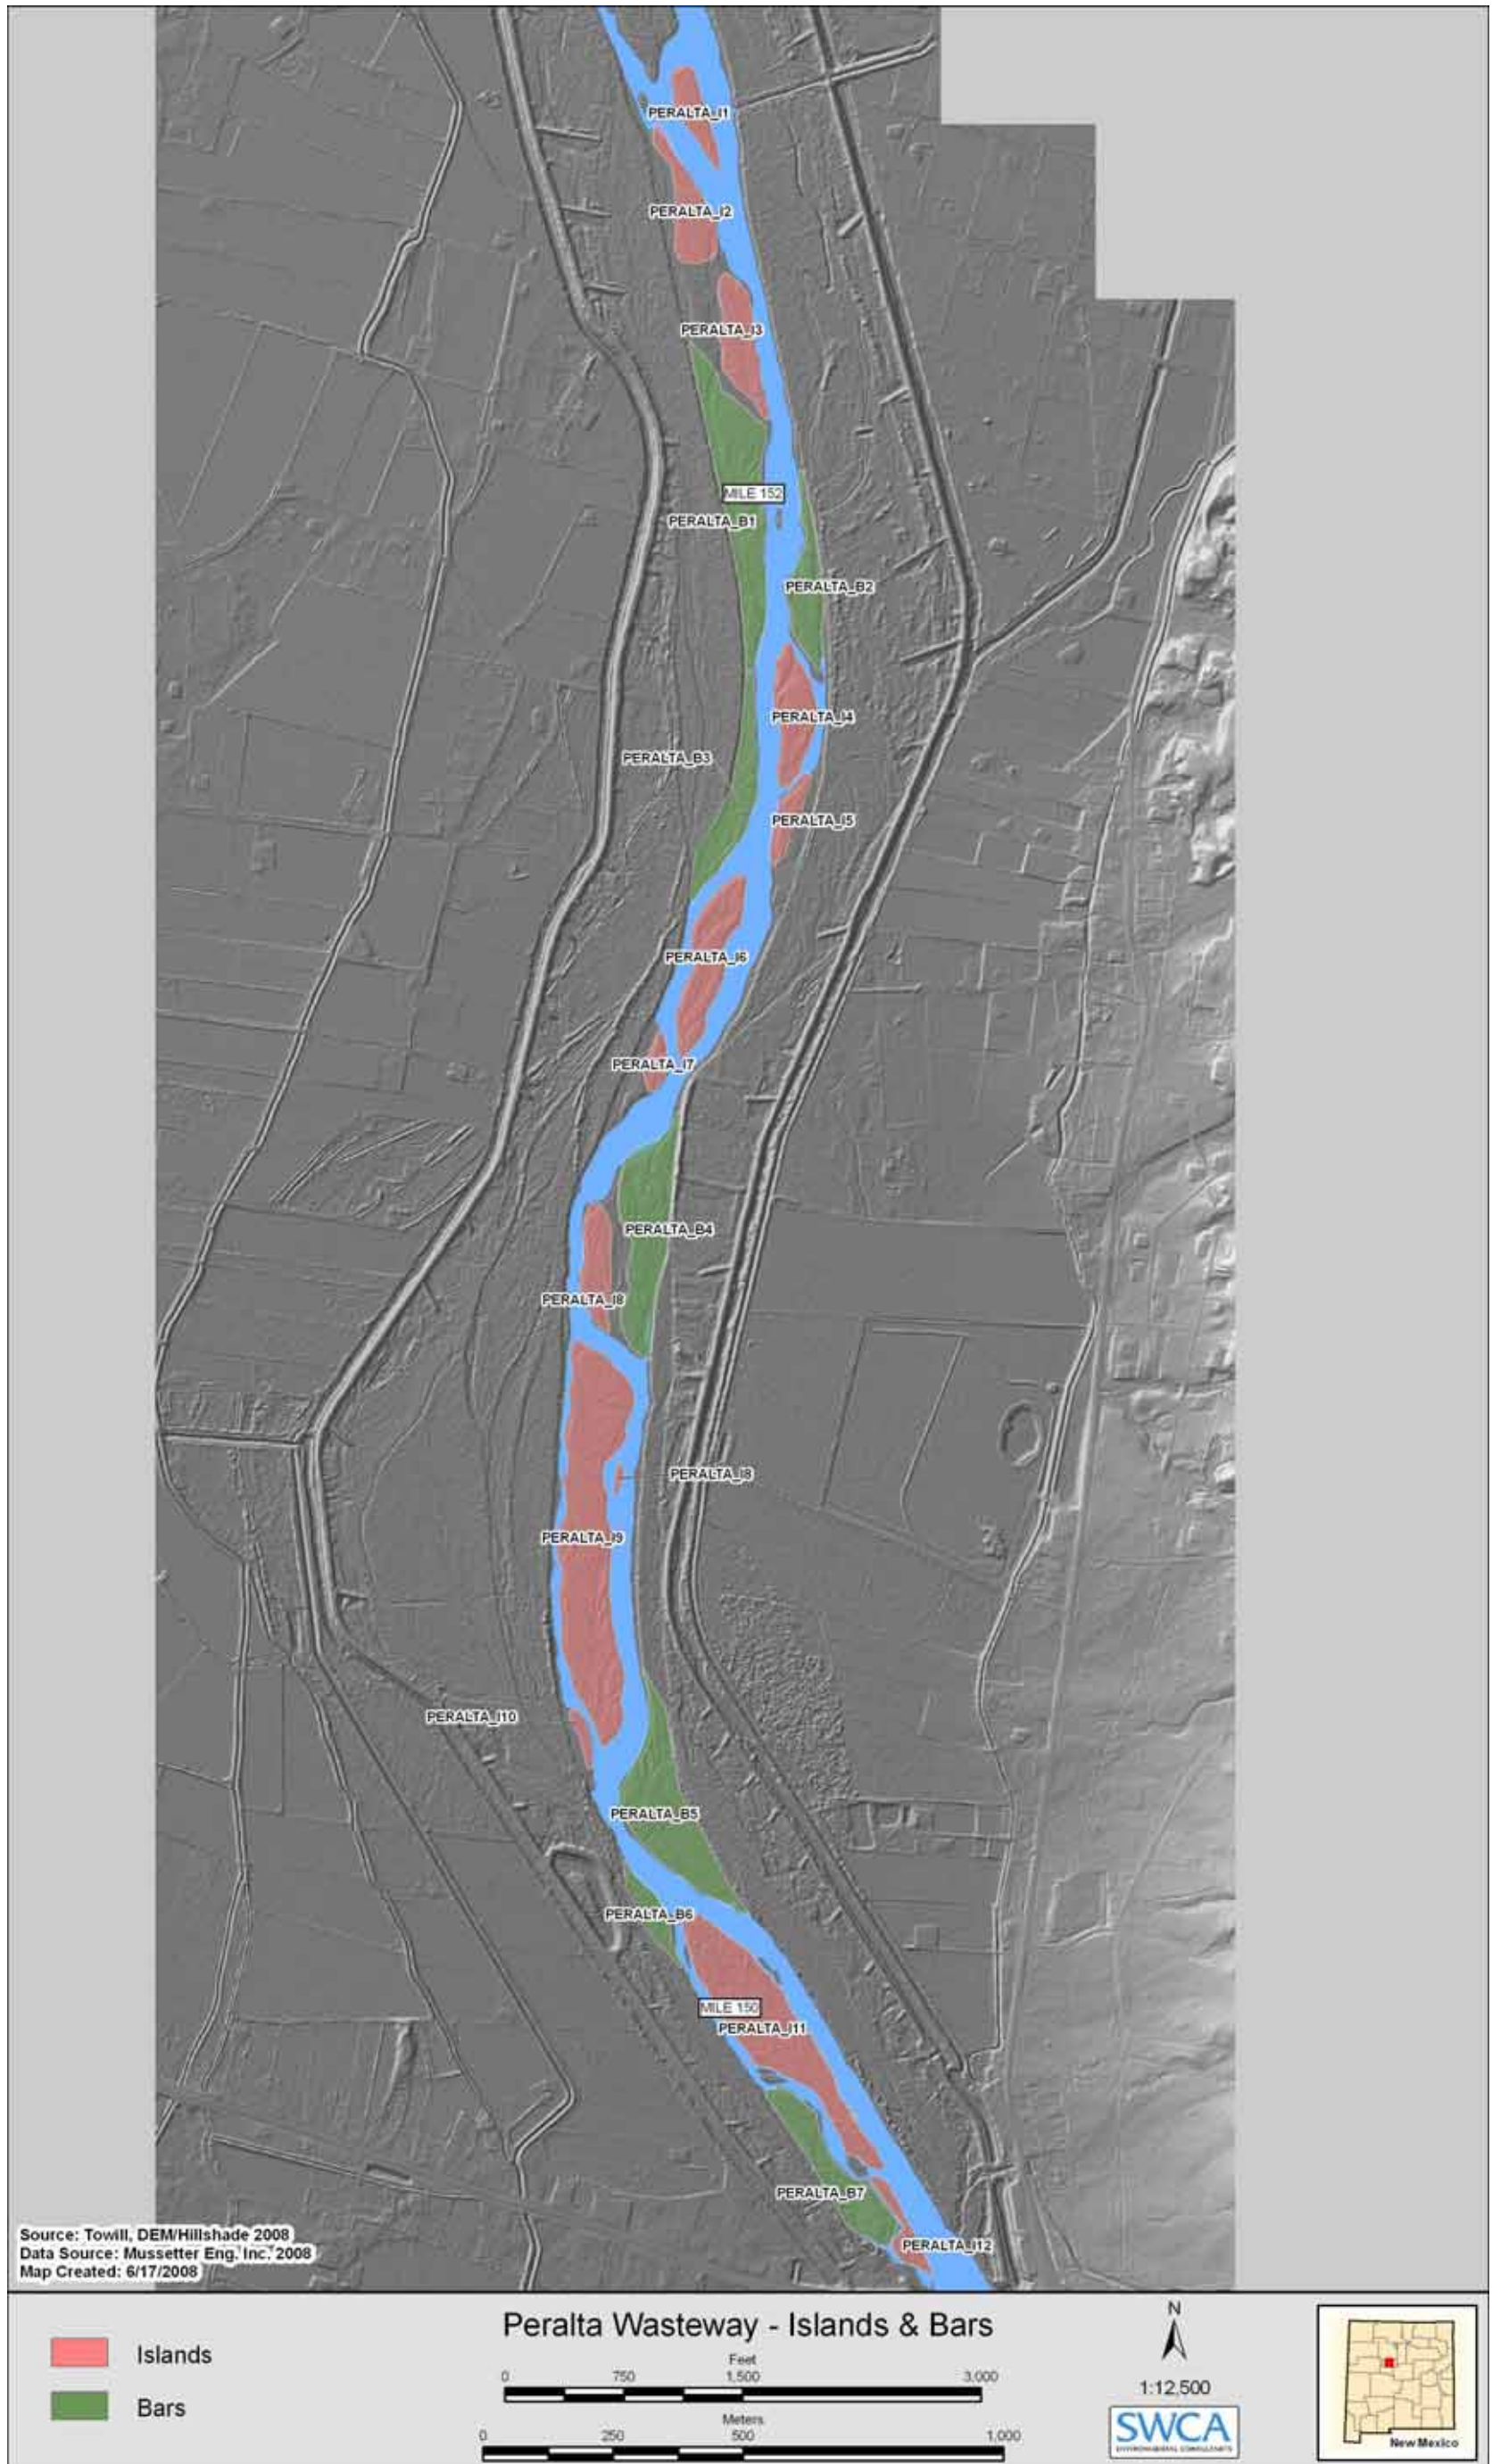 PERALTA_I1
PERALTA_I2
PERALTA_I3
MILE 152
PERALTA_B1
PERALTA_B2
PERALTA_I4
PERALTA_B3
PERALTA_I5
PERALTA_I6
PERALTA_I7
PERALTA_B4
PERALTA_I8
PERALTA_I8
PERALTA_I9
PERALTA_I10
PERALTA_B5
PERALTA_B6
MILE 150
PERALTA_I11
PERALTA_B7
PERALTA_I12
Source: Towill, DEM/Hillshade 2008
Data Source: Mussetter Eng. Inc. 2008
Map Created: 6/17/2008
Peralta Wasteway - Islands & Bars
Islands
Bars
Feet
0 750 1,500 3,000
Meters
0 250 500 1,000
N
1:12,500
SWCA
ENVIRONMENTAL CONSULTANTS
New Mexico